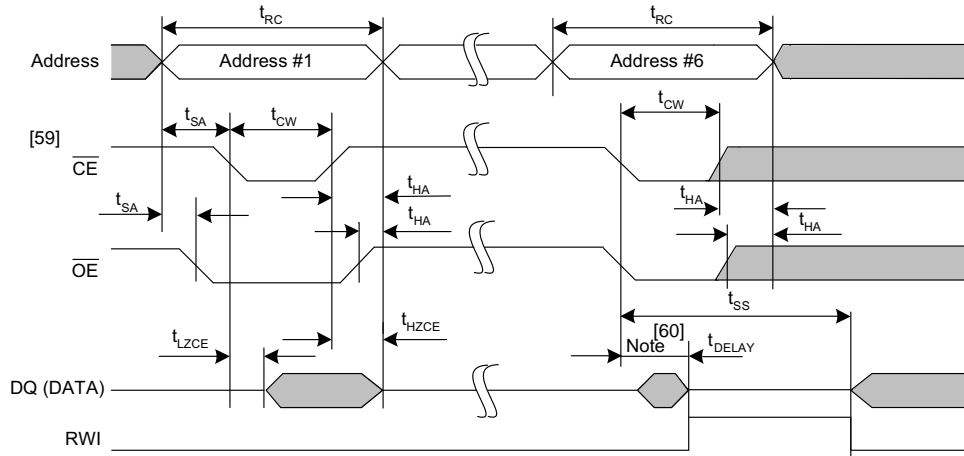 tRC tRC
Address Address #1 Address #6
tSA tCW tCW
[59]
CE
tHA tHA
tSA tHA tHA
OE
tSS
tHZCE [60]
tLZCE Note tDELAY
DQ (DATA)
RWI